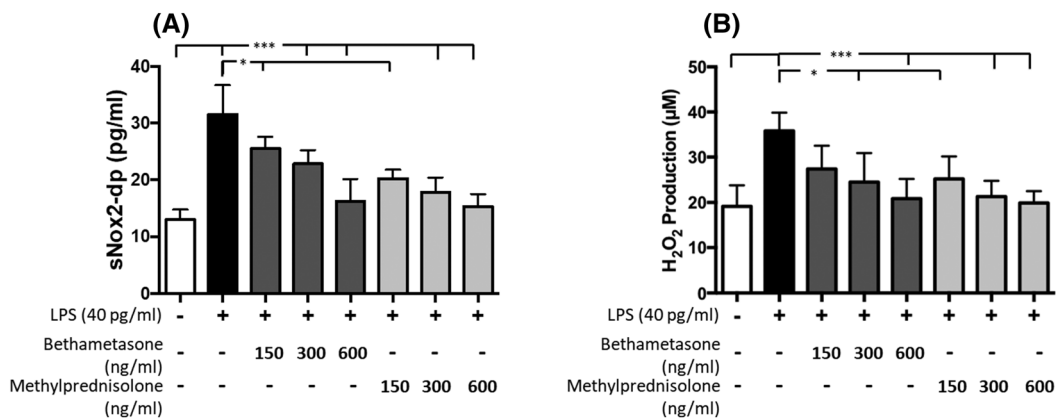 (A)
***
*
40
30
20
10
0
sNox2-dp (pg/ml)
LPS (40 pg/ml) - + + + + + + +
Bethametasone - - 150 300 600 - - -
(ng/ml)
Methylprednisolone - - - - - 150 300 600
(ng/ml)
(B)
***
*
50
40
30
20
10
0
H₂O₂ Production (µM)
LPS (40 pg/ml) - + + + + + + +
Bethametasone - - 150 300 600 - - -
(ng/ml)
Methylprednisolone - - - - - 150 300 600
(ng/ml)